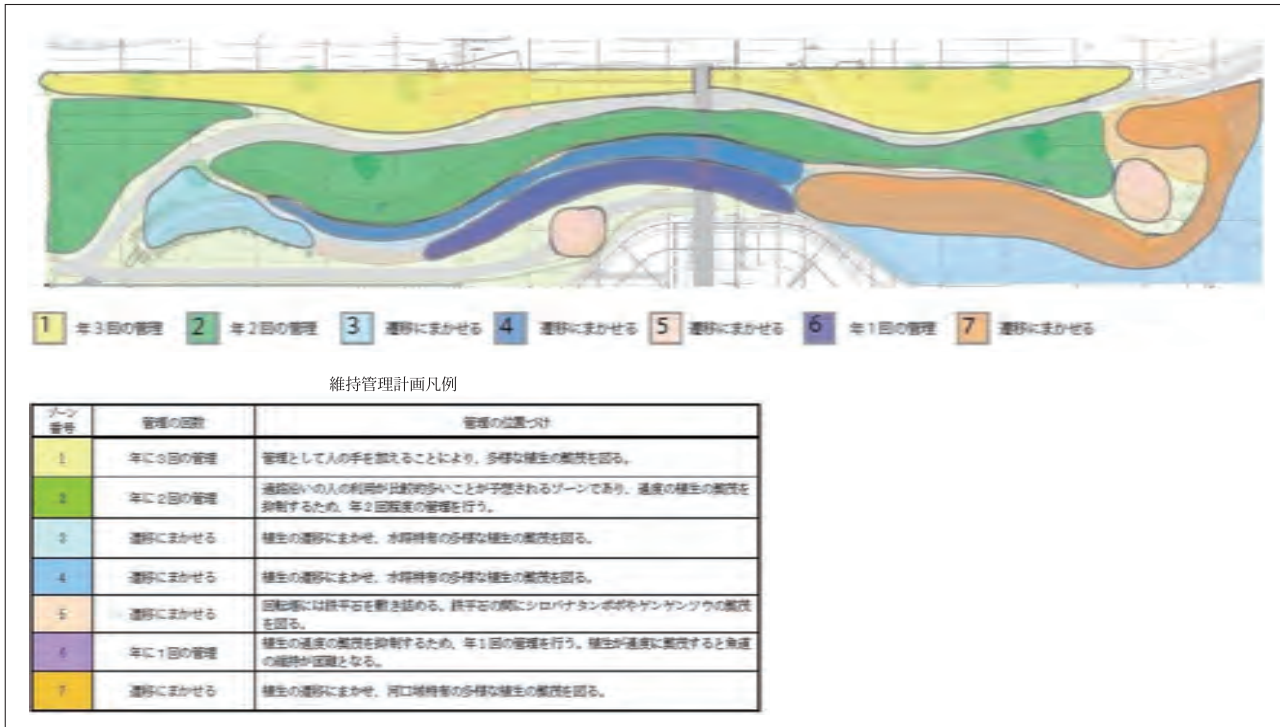 1 年3回の管理 2 年2回の管理 3 遷移にまかせる 4 遷移にまかせる 5 遷移にまかせる 6 年1回の管理 7 遷移にまかせる
維持管理計画凡例
ゾーン
番号 管理の回数 管理の位置づけ
1 年に3回の管理 管理として人の手を加えることにより、多様な植生の繁茂を図る。
2 年に2回の管理 通路沿いの人の利用が比較的多いことが予想されるゾーンであり、過度の植生の繁茂を
抑制するため、年2回程度の管理を行う。
3 遷移にまかせる 植生の遷移にまかせ、水際特有の多様な植生の繁茂を図る。
4 遷移にまかせる 植生の遷移にまかせ、水際特有の多様な植生の繁茂を図る。
5 遷移にまかせる 回転塔には鉄平石を敷き詰める。鉄平石の間にシロバナタンポポやゲンゲンソウの繁茂
を図る。
6 年に1回の管理 植生の過度の繁茂を抑制するため、年1回の管理を行う。植生が過度に繁茂すると魚道
の維持が困難となる。
7 遷移にまかせる 植生の遷移にまかせ、河口域特有の多様な植生の繁茂を図る。